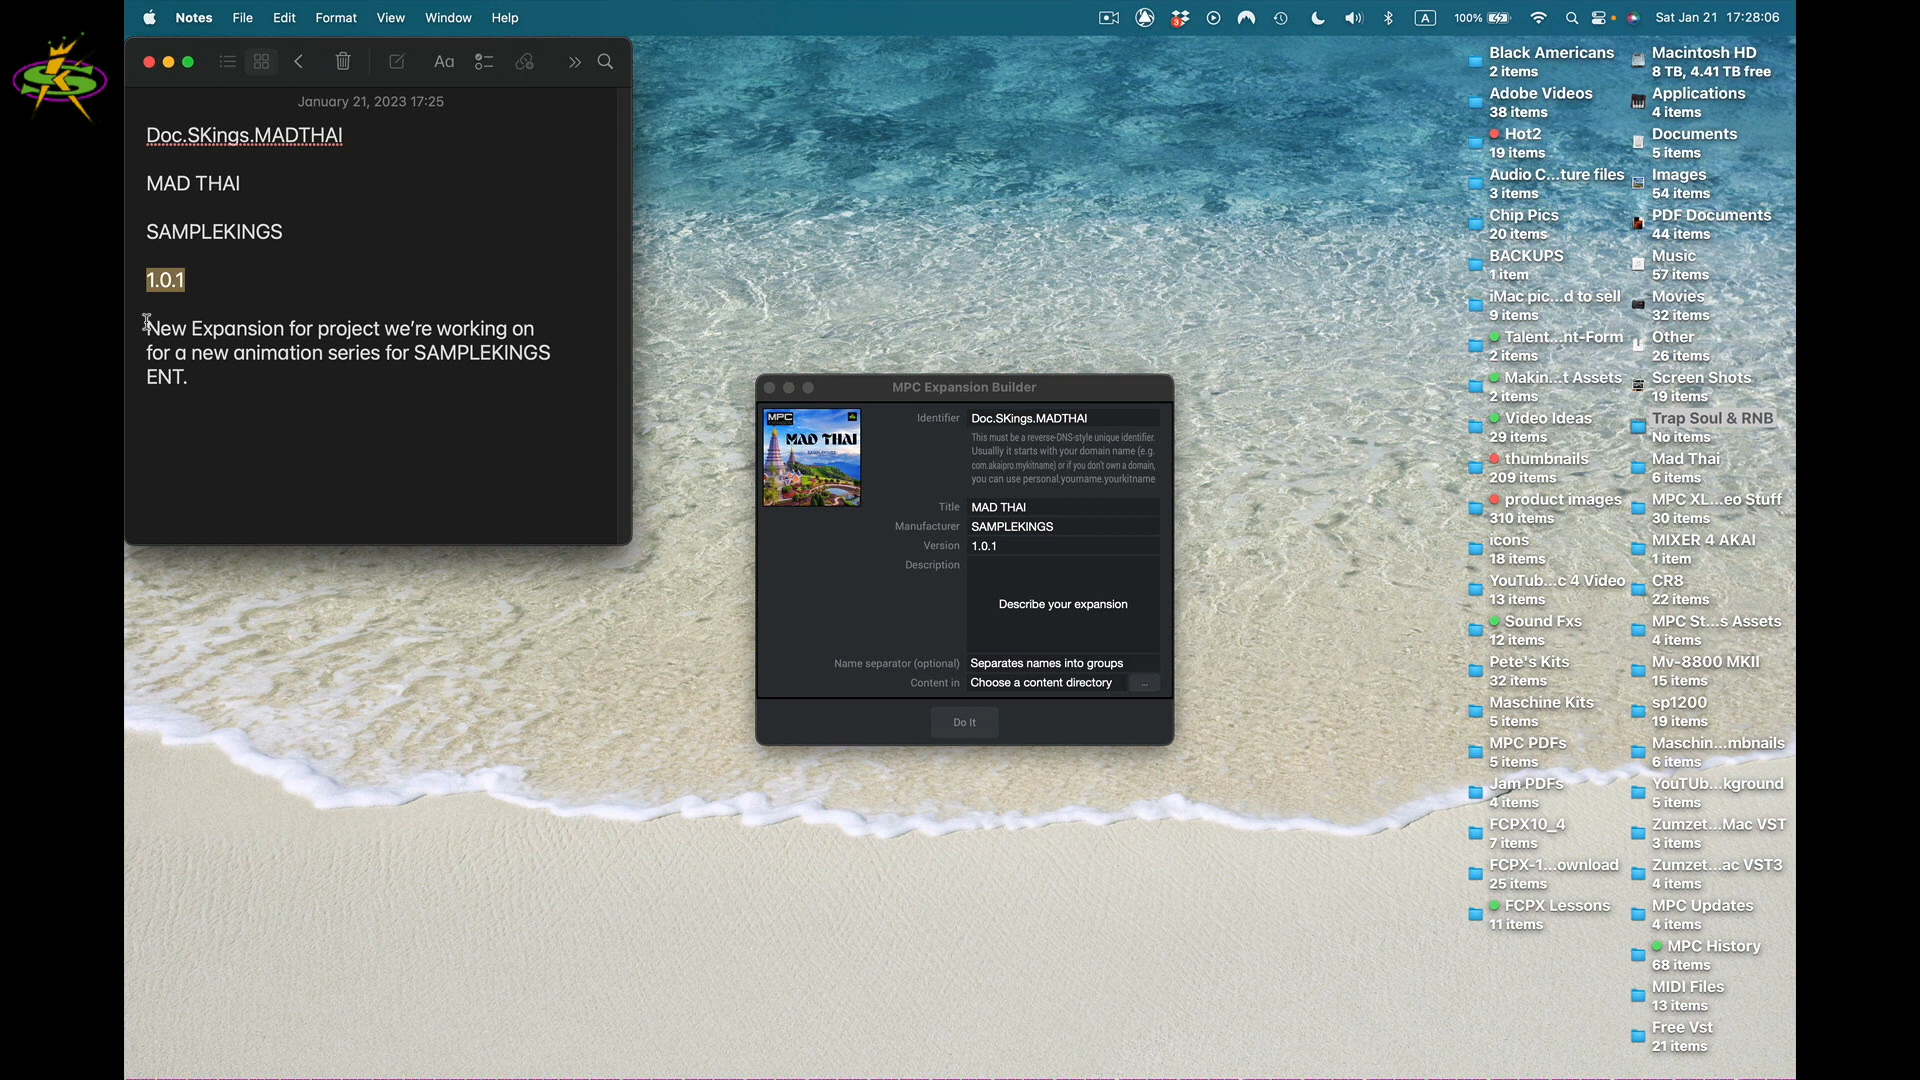 Notes File Edit Format View Window Help
3 A 100% Sat Jan 21 17:28:06
Aa
January 21, 2023 17:25
Doc.SKings.MADTHAI
MAD THAI
SAMPLEKINGS
1.0.1
New Expansion for project we’re working on
for a new animation series for SAMPLEKINGS
ENT.
MPC Expansion Builder
MPC
MAD THAI
Identifier Doc.SKings.MADTHAI
This must be a reverse-DNS-style unique identifier.
Usuallly it starts with your domain name (e.g.
com.akaipro.mykitname) or if you don't own a domain,
you can use personal.yourname.yourkitname
Title MAD THAI
Manufacturer SAMPLEKINGS
Version 1.0.1
Description
Describe your expansion
Name separator (optional) Separates names into groups
Content in Choose a content directory ...
Do It
Black Americans
2 items
Adobe Videos
38 items
Hot2
19 items
Audio C...ture files
3 items
Chip Pics
20 items
BACKUPS
1 item
iMac pic...d to sell
9 items
Talent...nt-Form
2 items
Makin...t Assets
2 items
Video Ideas
29 items
thumbnails
209 items
product images
310 items
icons
18 items
YouTub...c 4 Video
13 items
Sound Fxs
12 items
Pete's Kits
32 items
Maschine Kits
5 items
MPC PDFs
5 items
Jam PDFs
4 items
FCPX10_4
7 items
FCPX-1...ownload
25 items
FCPX Lessons
11 items
Macintosh HD
8 TB, 4.41 TB free
Applications
4 items
Documents
5 items
Images
54 items
PDF Documents
44 items
Music
57 items
Movies
32 items
Other
26 items
Screen Shots
19 items
Trap Soul & RNB
No items
Mad Thai
6 items
MPC XL...eo Stuff
30 items
MIXER 4 AKAI
1 item
CR8
22 items
MPC St...s Assets
4 items
Mv-8800 MKII
15 items
sp1200
19 items
Maschin...mbnails
6 items
YouTUb...kground
5 items
Zumzet...Mac VST
3 items
Zumzet...ac VST3
4 items
MPC Updates
4 items
MPC History
68 items
MIDI Files
13 items
Free Vst
21 items